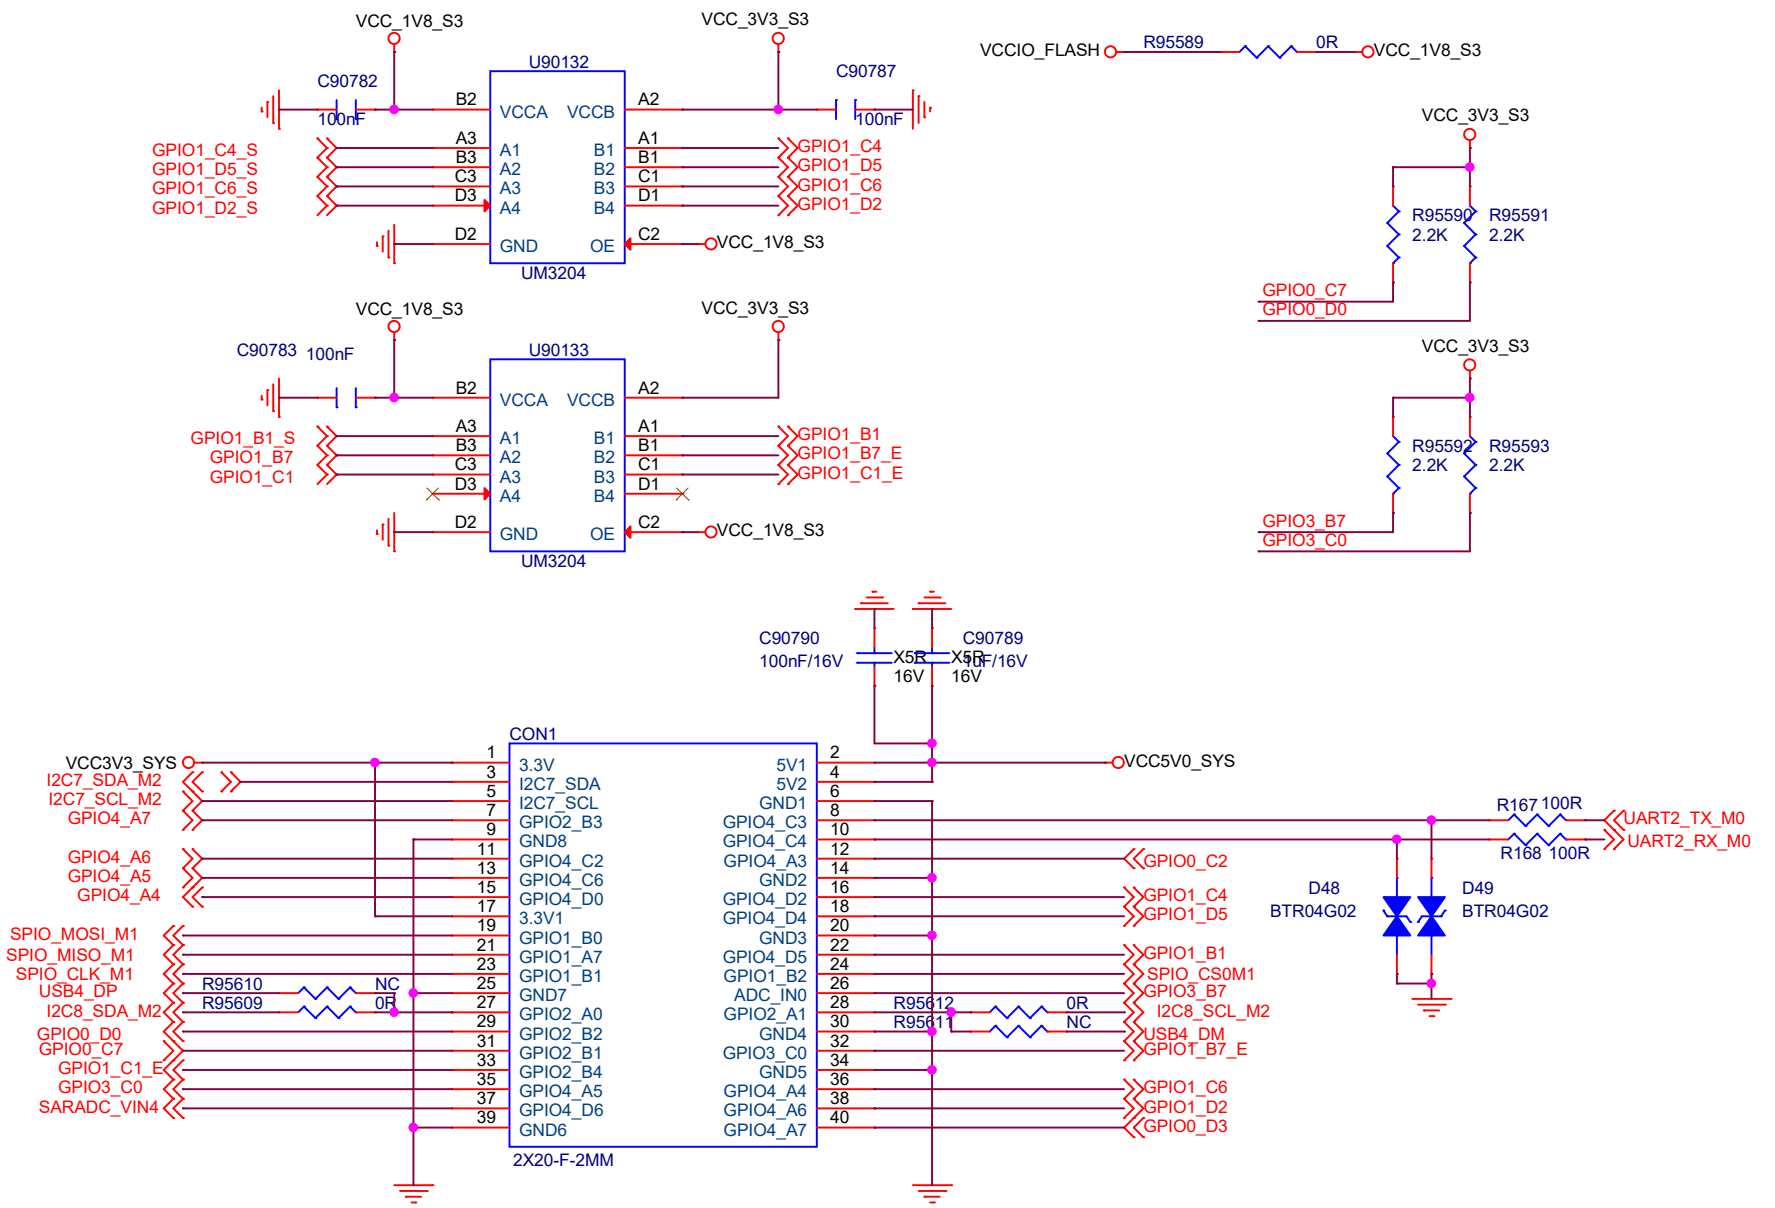 VCC_1V8_S3
VCC_3V3_S3
U90132
C90782
100nF
C90787
100nF
B2
VCCA
VCCB
A2
GPIO1_C4_S
A3
A1
B1
A1
GPIO1_C4
GPIO1_D5_S
B3
A2
B2
B1
GPIO1_D5
GPIO1_C6_S
C3
A3
B3
C1
GPIO1_C6
GPIO1_D2_S
D3
A4
B4
D1
GPIO1_D2
D2
GND
OE
C2
VCC_1V8_S3
UM3204
VCCIO_FLASH
R95589
0R
VCC_1V8_S3
VCC_3V3_S3
R95590
2.2K
R95591
2.2K
GPIO0_C7
GPIO0_D0
VCC_1V8_S3
VCC_3V3_S3
U90133
C90783
100nF
B2
VCCA
VCCB
A2
GPIO1_B1_S
A3
A1
B1
A1
GPIO1_B1
GPIO1_B7
B3
A2
B2
B1
GPIO1_B7_E
GPIO1_C1
C3
A3
B3
C1
GPIO1_C1_E
D3
A4
B4
D1
D2
GND
OE
C2
VCC_1V8_S3
UM3204
VCC_3V3_S3
R95592
2.2K
R95593
2.2K
GPIO3_B7
GPIO3_C0
C90790
100nF/16V
X5R
16V
C90789
1uF/16V
X5R
16V
CON1
VCC3V3_SYS
1
3.3V
5V1
2
VCC5V0_SYS
I2C7_SDA_M2
3
I2C7_SDA
5V2
4
I2C7_SCL_M2
5
I2C7_SCL
GND1
6
GPIO4_A7
7
GPIO2_B3
GPIO4_C3
8
R167
100R
UART2_TX_M0
9
GND8
GPIO4_C4
10
R168
100R
UART2_RX_M0
GPIO4_A6
11
GPIO4_C2
GPIO4_A3
12
GPIO0_C2
GPIO4_A5
13
GPIO4_C6
GND2
14
GPIO4_A4
15
GPIO4_D0
GPIO4_D2
16
GPIO1_C4
17
3.3V1
GPIO4_D4
18
GPIO1_D5
D48
BTR04G02
D49
BTR04G02
SPIO_MOSI_M1
19
GPIO1_B0
GND3
20
SPIO_MISO_M1
21
GPIO1_A7
GPIO4_D5
22
GPIO1_B1
SPIO_CLK_M1
23
GPIO1_B1
GPIO1_B2
24
SPIO_CS0M1
USB4_DP
R95610
NC
25
GND7
ADC_IN0
26
GPIO3_B7
I2C8_SDA_M2
R95609
0R
27
GPIO2_A0
GPIO2_A1
28
R95612
0R
I2C8_SCL_M2
GPIO0_D0
29
GPIO2_B2
GND4
30
R95611
NC
USB4_DM
GPIO0_C7
31
GPIO2_B1
GPIO3_C0
32
GPIO1_B7_E
GPIO1_C1_E
33
GPIO2_B4
GND5
34
GPIO3_C0
35
GPIO4_A5
GPIO4_A4
36
GPIO1_C6
SARADC_VIN4
37
GPIO4_D6
GPIO4_A6
38
GPIO1_D2
39
GND6
GPIO4_A7
40
GPIO0_D3
2X20-F-2MM